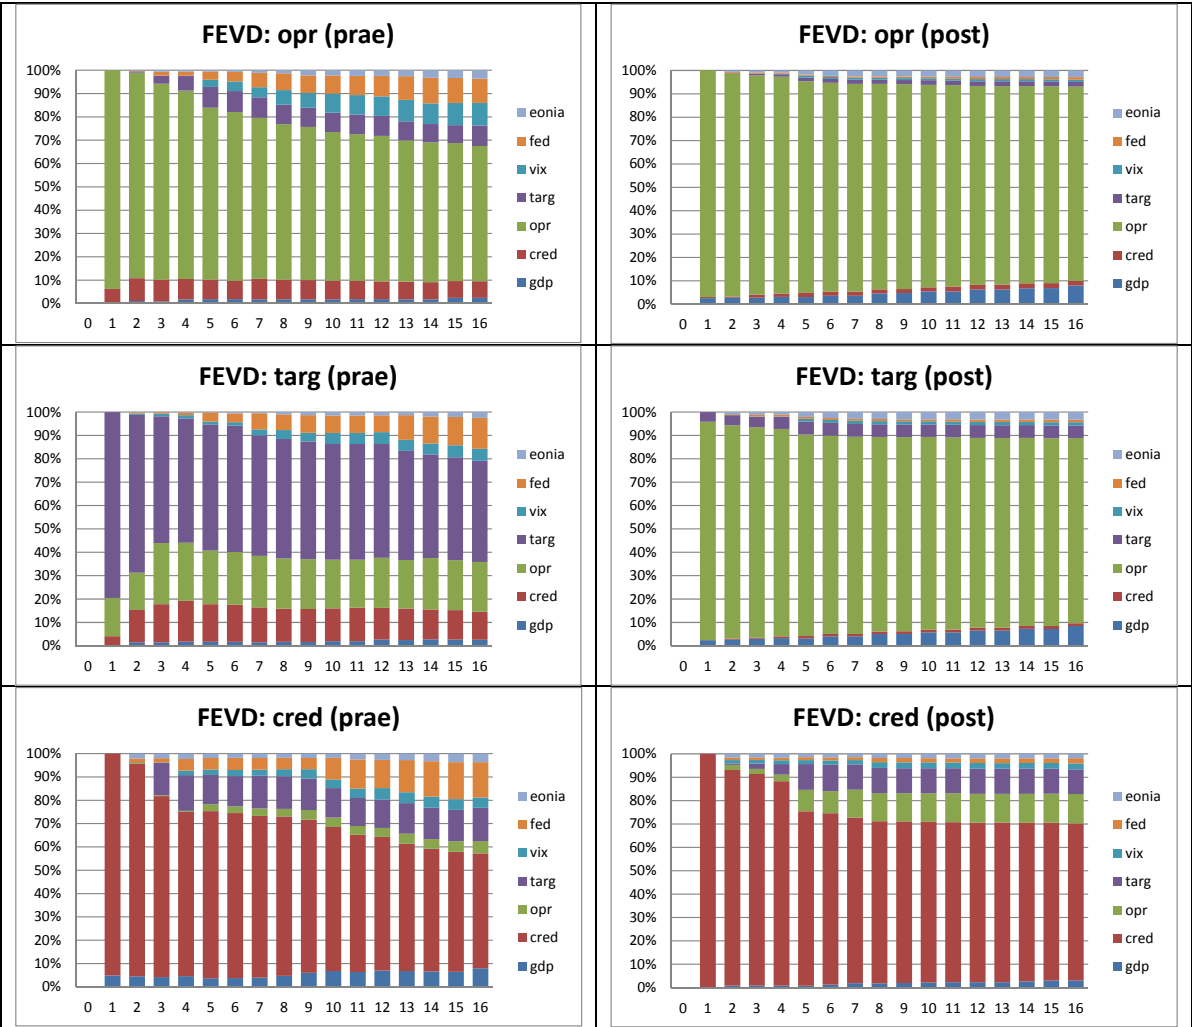 FEVD: opr (prae)
100%
90%
80%
70%
60%
50%
40%
30%
20%
10%
0%
0 1 2 3 4 5 6 7 8 9 10 11 12 13 14 15 16
eonia
fed
vix
targ
opr
cred
gdp
FEVD: opr (post)
100%
90%
80%
70%
60%
50%
40%
30%
20%
10%
0%
0 1 2 3 4 5 6 7 8 9 10 11 12 13 14 15 16
eonia
fed
vix
targ
opr
cred
gdp
FEVD: targ (prae)
100%
90%
80%
70%
60%
50%
40%
30%
20%
10%
0%
0 1 2 3 4 5 6 7 8 9 10 11 12 13 14 15 16
eonia
fed
vix
targ
opr
cred
gdp
FEVD: targ (post)
100%
90%
80%
70%
60%
50%
40%
30%
20%
10%
0%
0 1 2 3 4 5 6 7 8 9 10 11 12 13 14 15 16
eonia
fed
vix
targ
opr
cred
gdp
FEVD: cred (prae)
100%
90%
80%
70%
60%
50%
40%
30%
20%
10%
0%
0 1 2 3 4 5 6 7 8 9 10 11 12 13 14 15 16
eonia
fed
vix
targ
opr
cred
gdp
FEVD: cred (post)
100%
90%
80%
70%
60%
50%
40%
30%
20%
10%
0%
0 1 2 3 4 5 6 7 8 9 10 11 12 13 14 15 16
eonia
fed
vix
targ
opr
cred
gdp